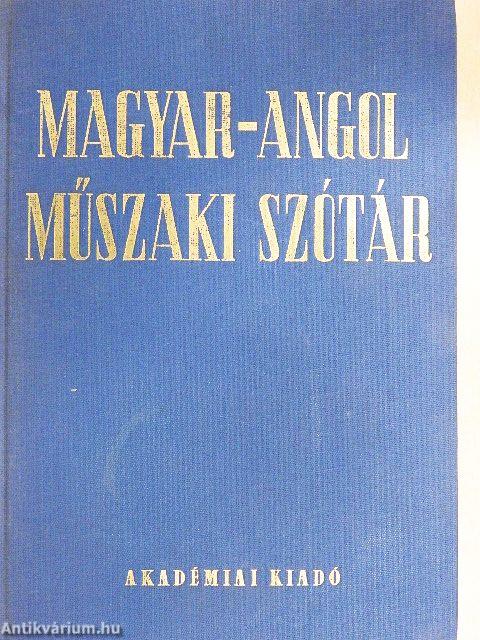 MAGYAR-ANGOL
MŰSZAKI SZÓTÁR
AKADÉMIAI KIADÓ
Antikvárium.hu